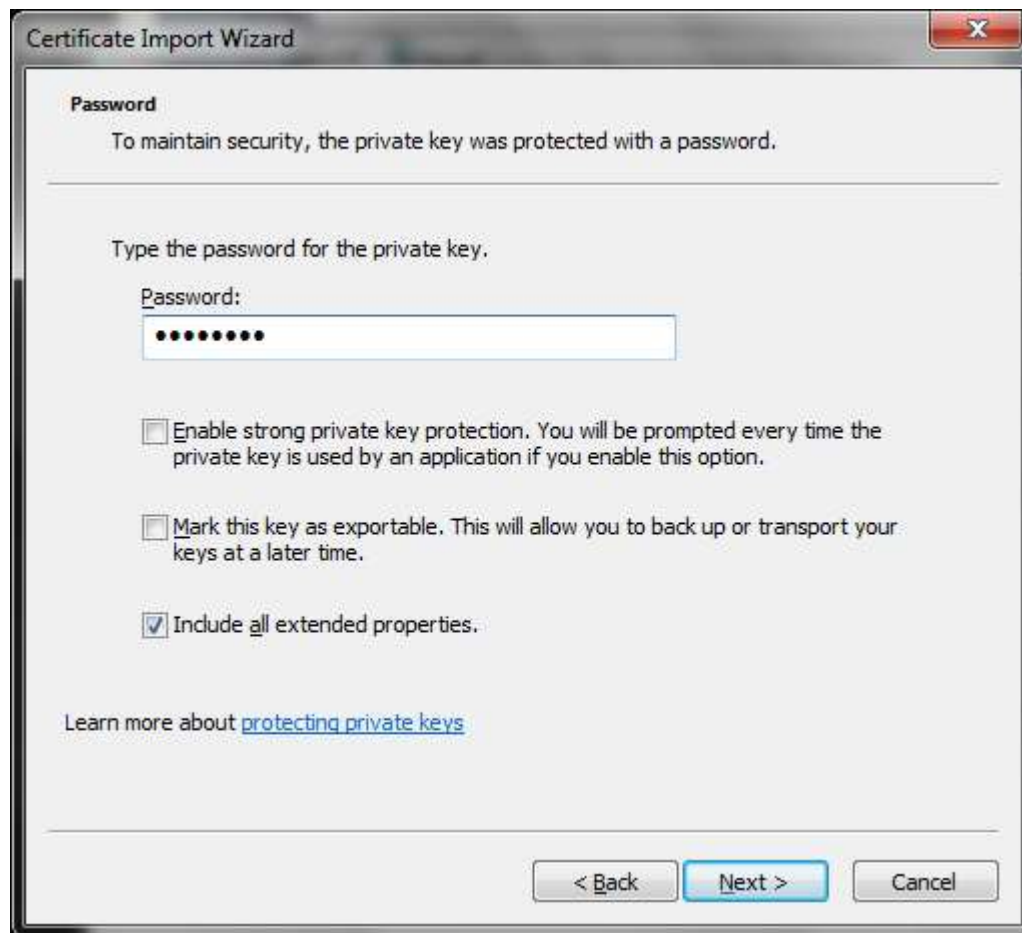 Certificate Import Wizard
Password
To maintain security, the private key was protected with a password.
Type the password for the private key.
Password:
••••••••
Enable strong private key protection. You will be prompted every time the
private key is used by an application if you enable this option.
Mark this key as exportable. This will allow you to back up or transport your
keys at a later time.
Include all extended properties.
Learn more about protecting private keys
< Back Next > Cancel